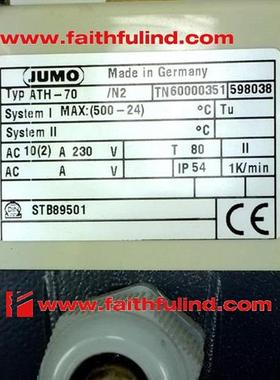 www.faithfulind.com
JUMO Made in Germany
Typ ATH-70 /N2 TN60000351 598038
System I MAX:(500-24) °C Tu
System II °C
AC 10(2) A 230 V T 80 II
AC A V IP 54 1K/min
STB89501 CE
www.faithfulind.com